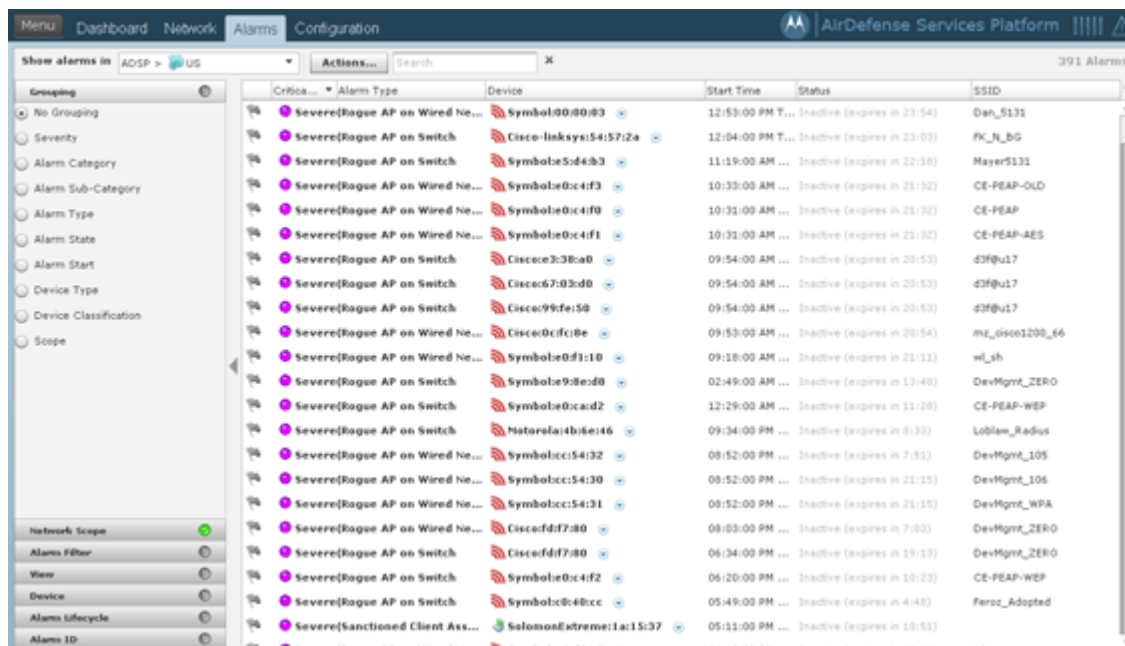 Menu Dashboard Network Alarms Configuration AirDefense Services Platform
Show alarms in ADSP > US Actions... Search x 391 Alarms
Grouping Critica... Alarm Type Device Start Time Status SSID
No Grouping Severe(Rogue AP on Wired Ne... Symbol:00:00:03 12:53:00 PM T... Inactive (expires in 23:54) Dan_5131
Severity Severe(Rogue AP on Switch Cisco-linksys:54:57:2a 12:04:00 PM T... Inactive (expires in 23:03) FK_N_BG
Alarm Category Severe(Rogue AP on Wired Ne... Symbol:e5:d4:b3 11:19:00 AM ... Inactive (expires in 22:18) Mayer5131
Alarm Sub-Category Severe(Rogue AP on Wired Ne... Symbol:e0:c4:f3 10:33:00 AM ... Inactive (expires in 21:32) CE-PEAP-OLD
Alarm Type Severe(Rogue AP on Wired Ne... Symbol:e0:c4:f0 10:31:00 AM ... Inactive (expires in 21:32) CE-PEAP
Alarm State Severe(Rogue AP on Wired Ne... Symbol:e0:c4:f1 10:31:00 AM ... Inactive (expires in 21:32) CE-PEAP-AES
Alarm Start Severe(Rogue AP on Switch Cisco:e3:38:a0 09:54:00 AM ... Inactive (expires in 20:53) d3f@u17
Device Type Severe(Rogue AP on Switch Cisco:67:03:d0 09:54:00 AM ... Inactive (expires in 20:53) d3f@u17
Device Classification Severe(Rogue AP on Switch Cisco:99:fe:50 09:54:00 AM ... Inactive (expires in 20:53) d3f@u17
Scope Severe(Rogue AP on Wired Ne... Cisco:0c:fc:8e 09:53:00 AM ... Inactive (expires in 20:54) mz_cisco1200_66
Severe(Rogue AP on Wired Ne... Symbol:e0:f1:10 09:18:00 AM ... Inactive (expires in 21:11) wl_sh
Severe(Rogue AP on Switch Symbol:e9:8e:d8 02:49:00 AM ... Inactive (expires in 13:48) DevMgmt_ZERO
Severe(Rogue AP on Switch Symbol:e0:ca:d2 12:29:00 AM ... Inactive (expires in 11:28) CE-PEAP-WEP
Severe(Rogue AP on Switch Motorola:4b:6e:46 09:34:00 PM ... Inactive (expires in 8:33) Loblaw_Radius
Severe(Rogue AP on Switch Symbol:cc:54:32 08:52:00 PM ... Inactive (expires in 7:51) DevMgmt_105
Severe(Rogue AP on Wired Ne... Symbol:cc:54:30 08:52:00 PM ... Inactive (expires in 21:15) DevMgmt_106
Severe(Rogue AP on Wired Ne... Symbol:cc:54:31 08:52:00 PM ... Inactive (expires in 21:15) DevMgmt_WPA
Network Scope Severe(Rogue AP on Wired Ne... Cisco:fd:f7:80 08:03:00 PM ... Inactive (expires in 7:03) DevMgmt_ZERO
Alarms Filter Severe(Rogue AP on Switch Cisco:fd:f7:80 06:34:00 PM ... Inactive (expires in 19:13) DevMgmt_ZERO
View Severe(Rogue AP on Switch Symbol:e0:c4:f2 06:20:00 PM ... Inactive (expires in 10:23) CE-PEAP-WEP
Device Severe(Rogue AP on Switch Symbol:c0:40:cc 05:49:00 PM ... Inactive (expires in 4:48) Feroz_Adopted
Alarms Lifecycle Severe(Sanctioned Client Ass... SolomonExtreme:1a:15:37 05:11:00 PM ... Inactive (expires in 10:51)
Alarms ID